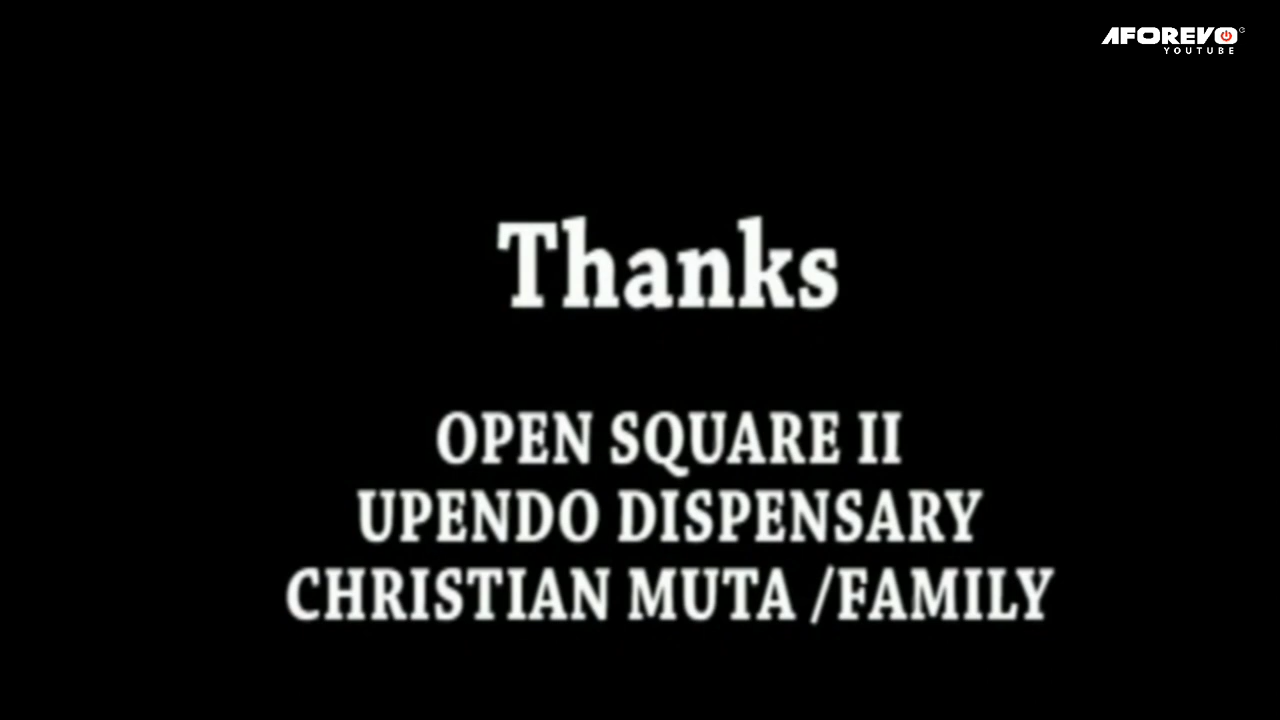 AFOREVO
YOUTUBE
Thanks
OPEN SQUARE II
UPENDO DISPENSARY
CHRISTIAN MUTA /FAMILY